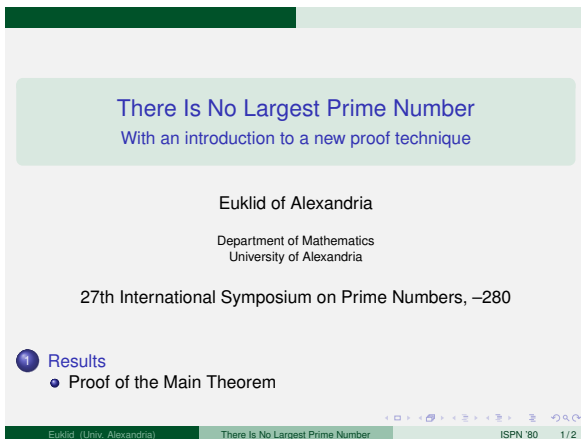 There Is No Largest Prime Number
With an introduction to a new proof technique
Euklid of Alexandria
Department of Mathematics
University of Alexandria
27th International Symposium on Prime Numbers, –280
1 Results
Proof of the Main Theorem
Euklid (Univ. Alexandria) There Is No Largest Prime Number ISPN '80 1 / 2